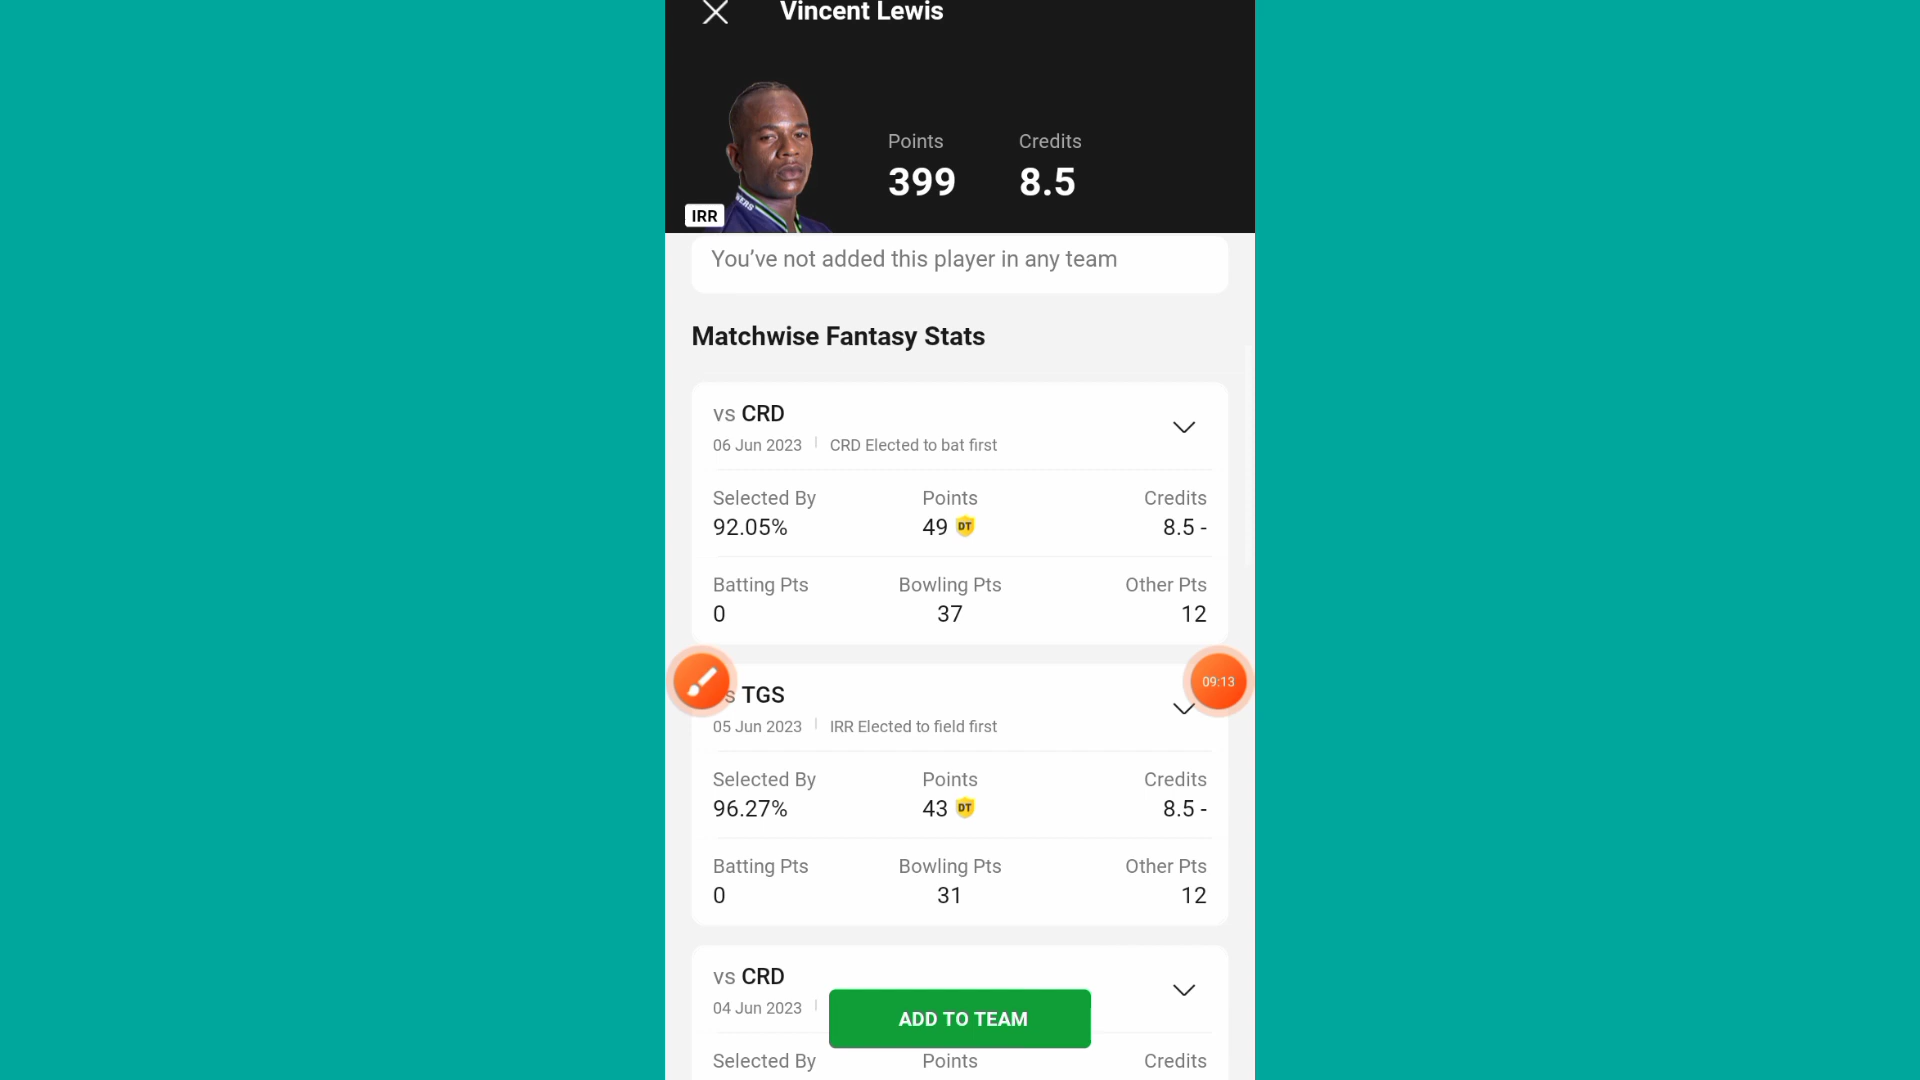 Vincent Lewis
Points
Credits
399
8.5
IRR
You’ve not added this player in any team
Matchwise Fantasy Stats
vs CRD
06 Jun 2023 | CRD Elected to bat first
Selected By
Points
Credits
92.05%
49 DT
8.5 -
Batting Pts
Bowling Pts
Other Pts
0
37
12
s TGS
09:13
05 Jun 2023 | IRR Elected to field first
Selected By
Points
Credits
96.27%
43 DT
8.5 -
Batting Pts
Bowling Pts
Other Pts
0
31
12
vs CRD
04 Jun 2023 |
ADD TO TEAM
Selected By
Points
Credits